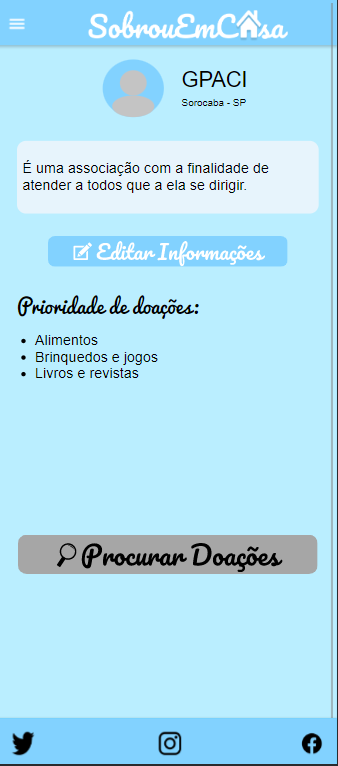 SobrouEmCasa
GPACI
Sorocaba - SP
É uma associação com a finalidade de
atender a todos que a ela se dirigir.
Editar Informações
Prioridade de doações:
Alimentos
Brinquedos e jogos
Livros e revistas
Procurar Doações